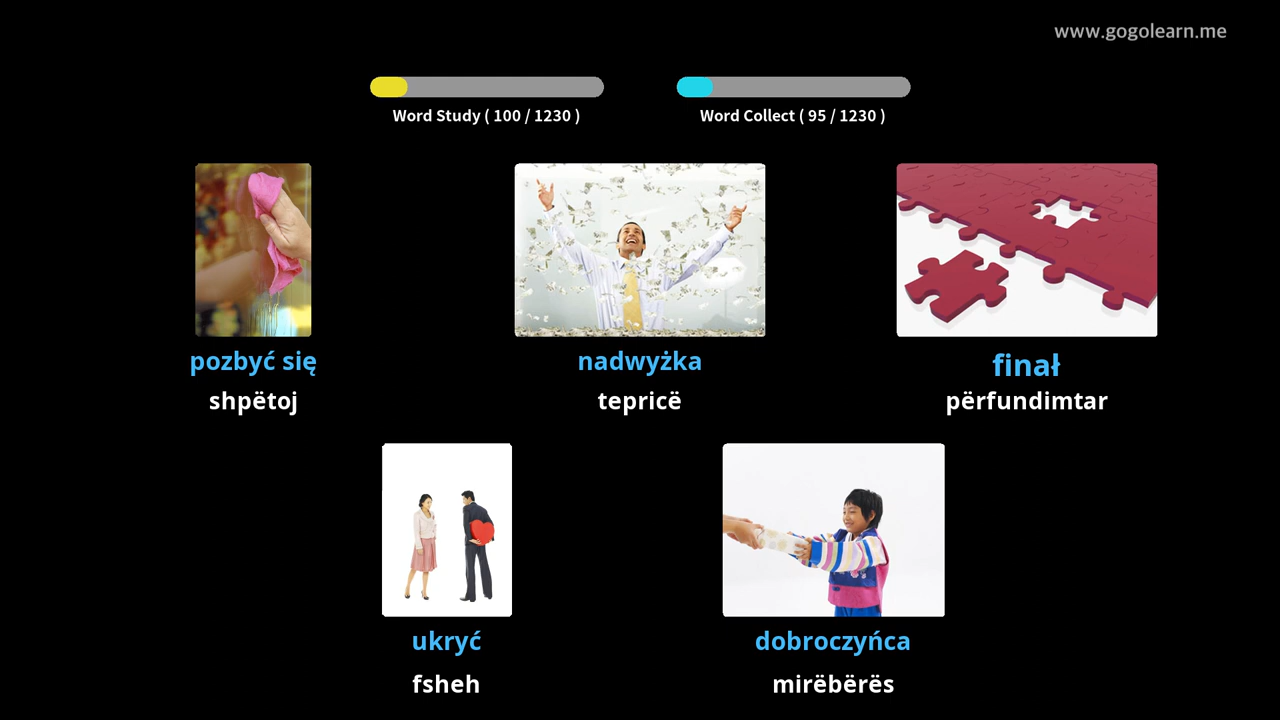 www.gogolearn.me
Word Study ( 100 / 1230 )
Word Collect ( 95 / 1230 )
pozbyć się
shpëtoj
nadwyżka
tepricë
finał
përfundimtar
ukryć
fsheh
dobroczyńca
mirëbërës